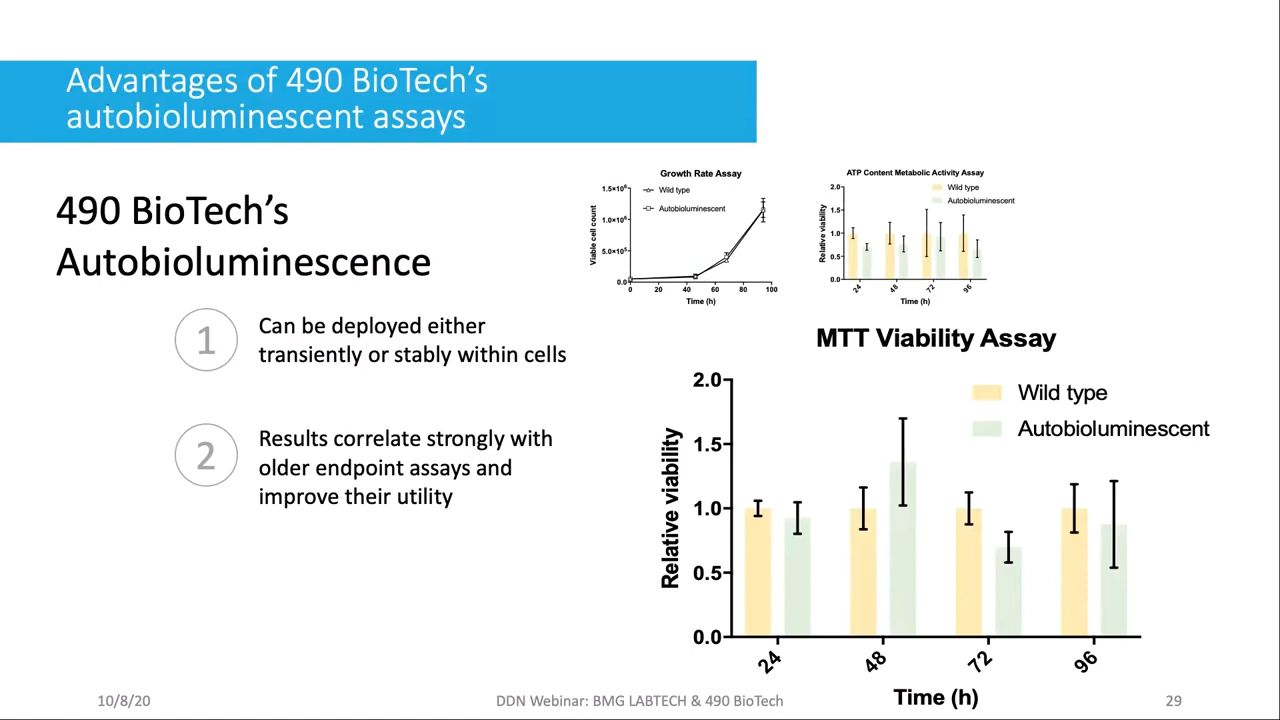 Advantages of 490 BioTech's
autobioluminescent assays
490 BioTech's
Autobioluminescence
1
Can be deployed either
transiently or stably within cells
2
Results correlate strongly with
older endpoint assays and
improve their utility
Growth Rate Assay
Wild type
Autobioluminescent
Viable cell count
1.5×10⁶
1.0×10⁶
5.0×10⁵
0.0
0 20 40 60 80 100
Time (h)
ATP Content Metabolic Activity Assay
Wild type
Autobioluminescent
Relative viability
2.0
1.5
1.0
0.5
0.0
24 48 72 96
Time (h)
MTT Viability Assay
Wild type
Autobioluminescent
Relative viability
2.0
1.5
1.0
0.5
0.0
24 48 72 96
Time (h)
10/8/20
DDN Webinar: BMG LABTECH & 490 BioTech
29